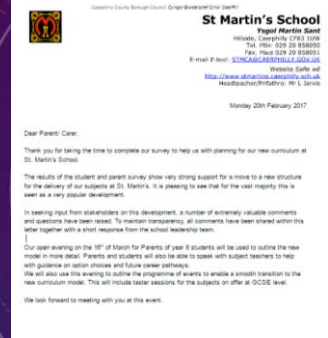 Caerphilly County Borough Council Cyngor Bwrdeistref Sirol Caerffili
St Martin's School
Ysgol Martin Sant
Hillside, Caerphilly CF83 1UW
Tel. Ffôn: 029 20 858050
Fax. Ffacs 029 20 858051
E-mail E-bost: STMCA@CAERPHILLY.GOV.UK
Website Safle wê
http://www.stmartins.caerphilly.sch.uk
Headteacher/Prifathro: Mr L Jarvis
Monday 20th February 2017
Dear Parent/ Carer,
Thank you for taking the time to complete our survey to help us with planning for our new curriculum at
St. Martin's School.
The results of the student and parent survey show very strong support for a move to a new structure
for the delivery of our subjects at St. Martin's. It is pleasing to see that for the vast majority this is
seen as a very popular development.
In seeking input from stakeholders on this development, a number of extremely valuable comments
and questions have been raised. To maintain transparency, all comments have been shared within this
letter together with a short response from the school leadership team.
Our open evening on the 16th of March for Parents of year 8 students will be used to outline the new
model in more detail. Parents and students will also be able to speak with subject teachers to help
with guidance on option choices and future career pathways.
We will also use this evening to outline the programme of events to enable a smooth transition to the
new curriculum model. This will include taster sessions for the subjects on offer at GCSE level.
We look forward to meeting with you at this event.